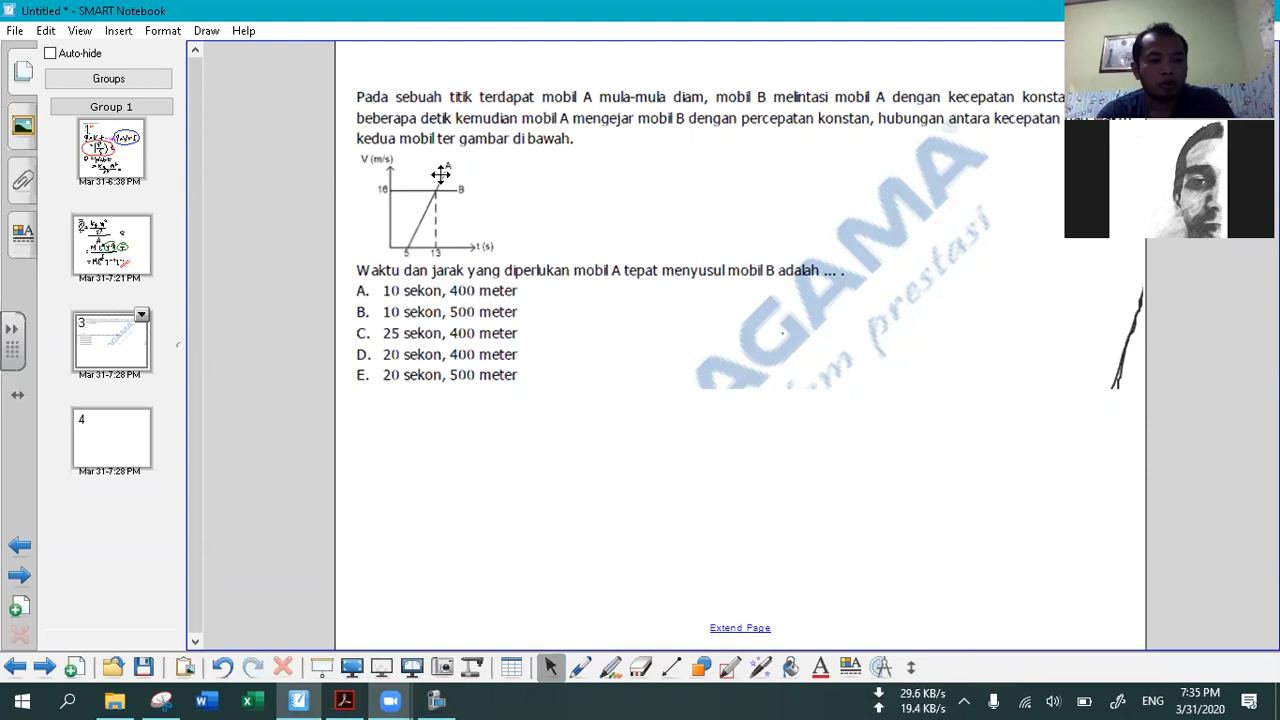 Untitled * - SMART Notebook
File Edit View Insert Format Draw Help
Auto-hide
Groups
Group 1
Mar 31-6:38 PM
Mar 31-7:21 PM
3
Mar 31-7:28 PM
4
Mar 31-7:28 PM
Pada sebuah titik terdapat mobil A mula-mula diam, mobil B melintasi mobil A dengan kecepatan
beberapa detik kemudian mobil A mengejar mobil B dengan percepatan konstan, hubungan antara kecepatan
kedua mobil ter gambar di bawah.
V (m/s)
A
16
B
5 13
t (s)
Waktu dan jarak yang diperlukan mobil A tepat menyusul mobil B adalah ... .
A. 10 sekon, 400 meter
B. 10 sekon, 500 meter
C. 25 sekon, 400 meter
D. 20 sekon, 400 meter
E. 20 sekon, 500 meter
AGAMA
prestasi
Extend Page
29.6 KB/s
19.4 KB/s
ENG
7:35 PM
3/31/2020